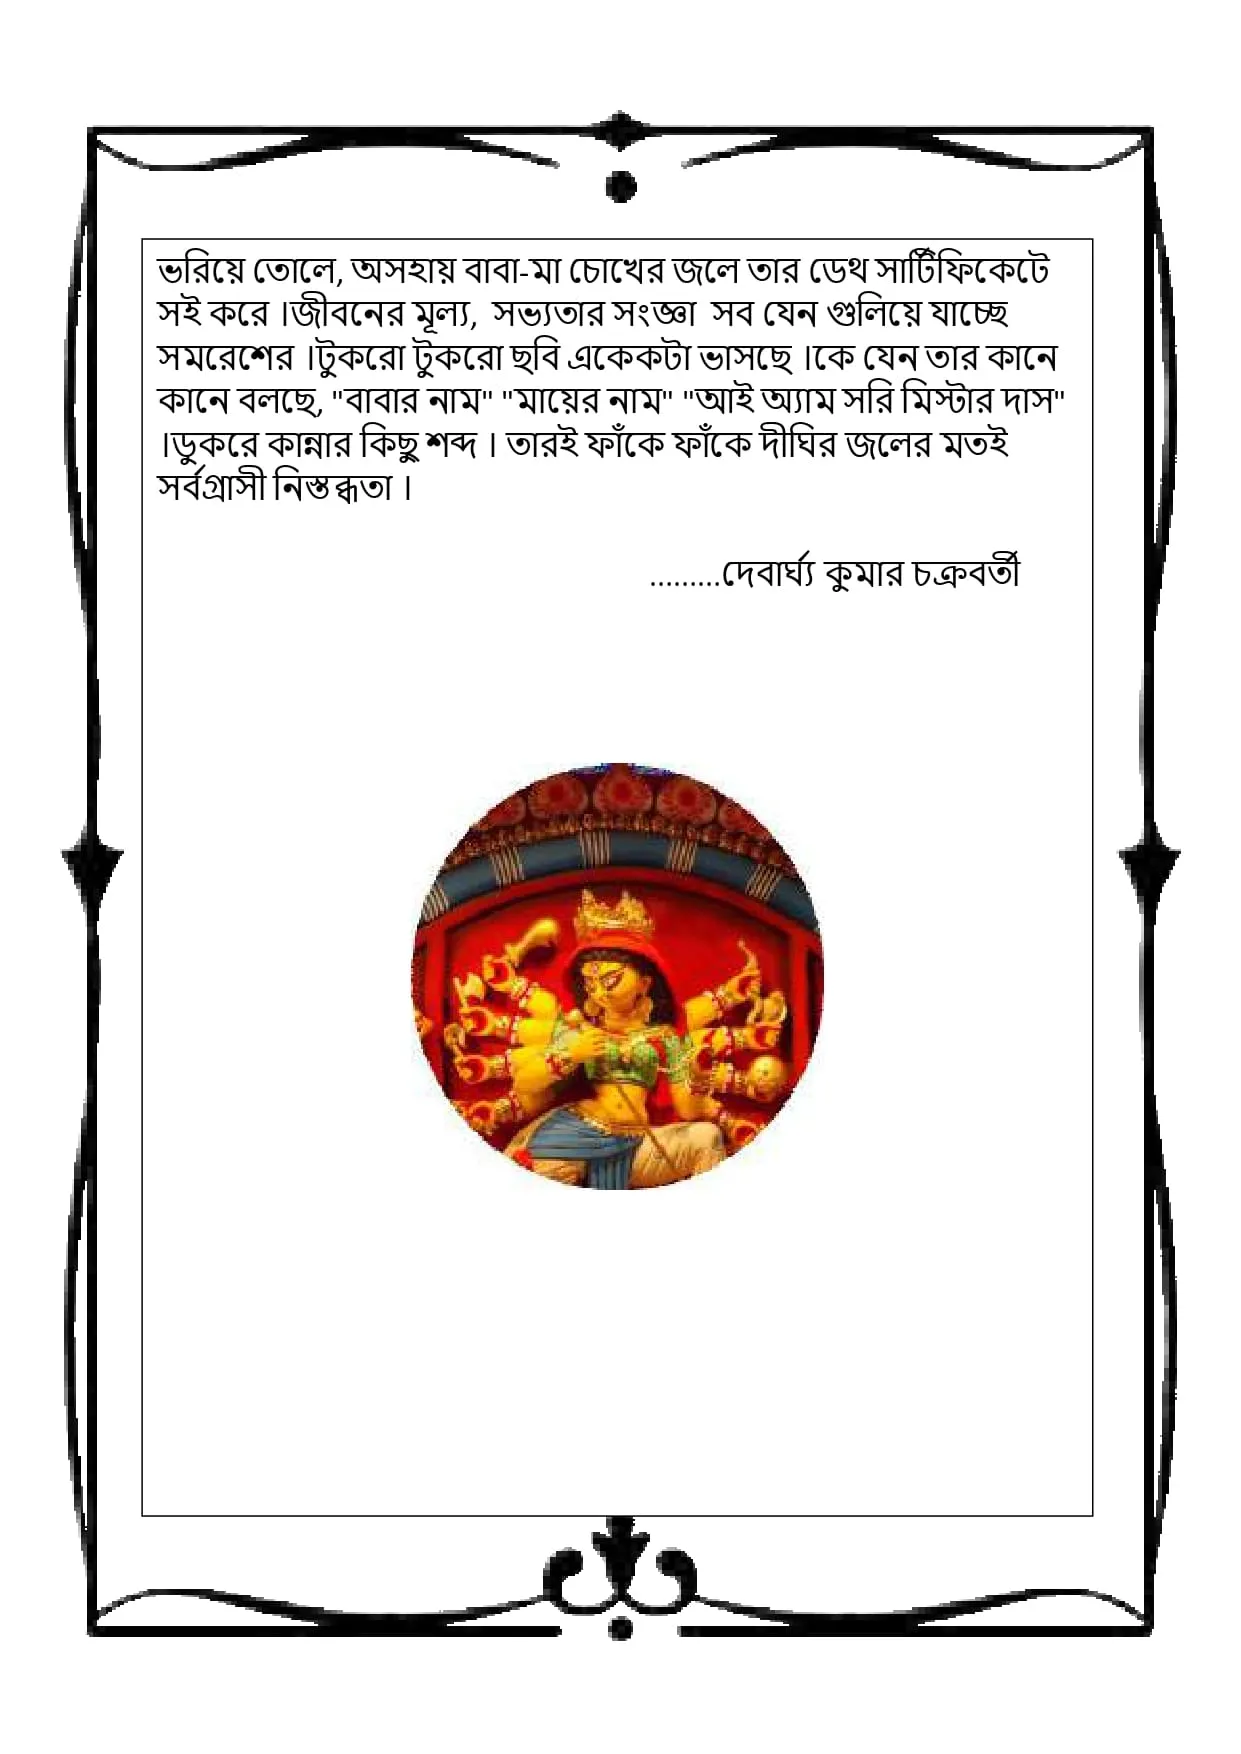 ভরিয়ে তোলে, অসহায় বাবা-মা চোখের জলে তার ডেথ সার্টিফিকেটে
সই করে ।জীবনের মূল্য, সভ্যতার সংজ্ঞা সব যেন গুলিয়ে যাচ্ছে
সমরেশের ।টুকরো টুকরো ছবি একেকটা ভাসছে ।কে যেন তার কানে
কানে বলছে, "বাবার নাম" "মায়ের নাম" "আই অ্যাম সরি মিস্টার দাস"
।ডুকরে কান্নার কিছু শব্দ । তারই ফাঁকে ফাঁকে দীঘির জলের মতই
সর্বগ্রাসী নিস্তব্ধতা ।
.........দেবার্ঘ্য কুমার চক্রবর্তী